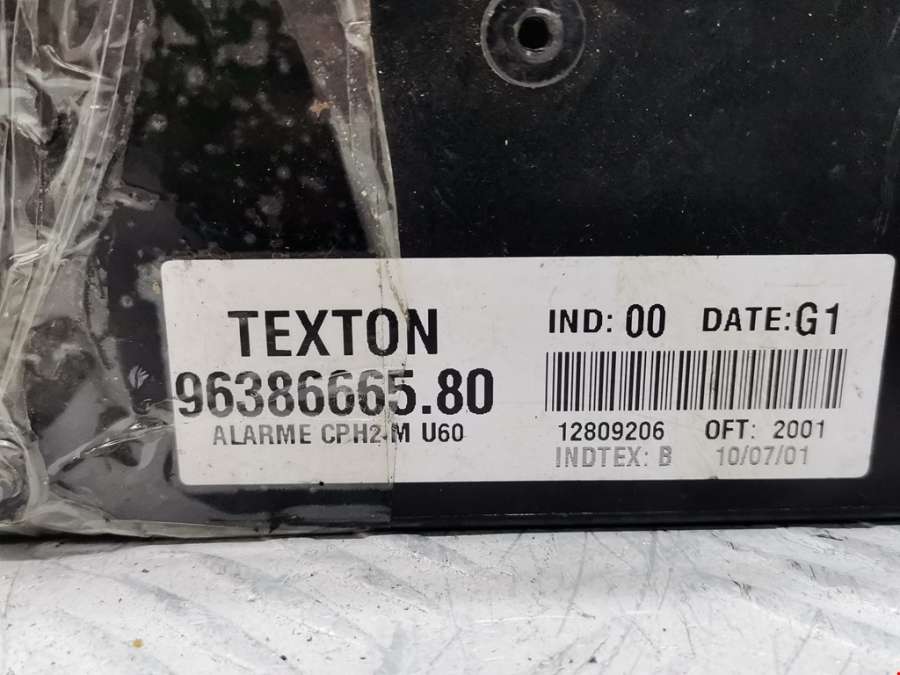 TEXTON
96386665.80
ALARME CPH2-M U60
IND: 00 DATE:G1
12809206 OFT: 2001
INDTEX: B 10/07/01